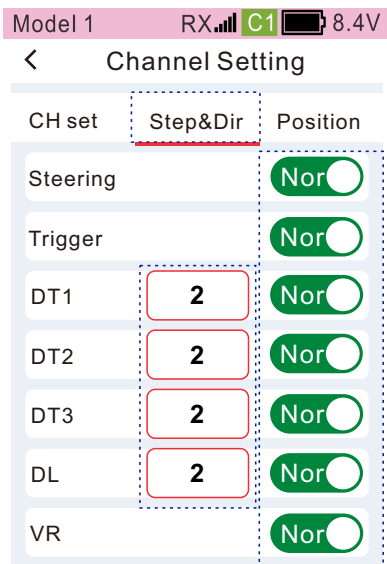 Model 1 RX C1 8.4V
< Channel Setting
CH set Step&Dir Position
Steering Nor
Trigger Nor
DT1 2 Nor
DT2 2 Nor
DT3 2 Nor
DL 2 Nor
VR Nor